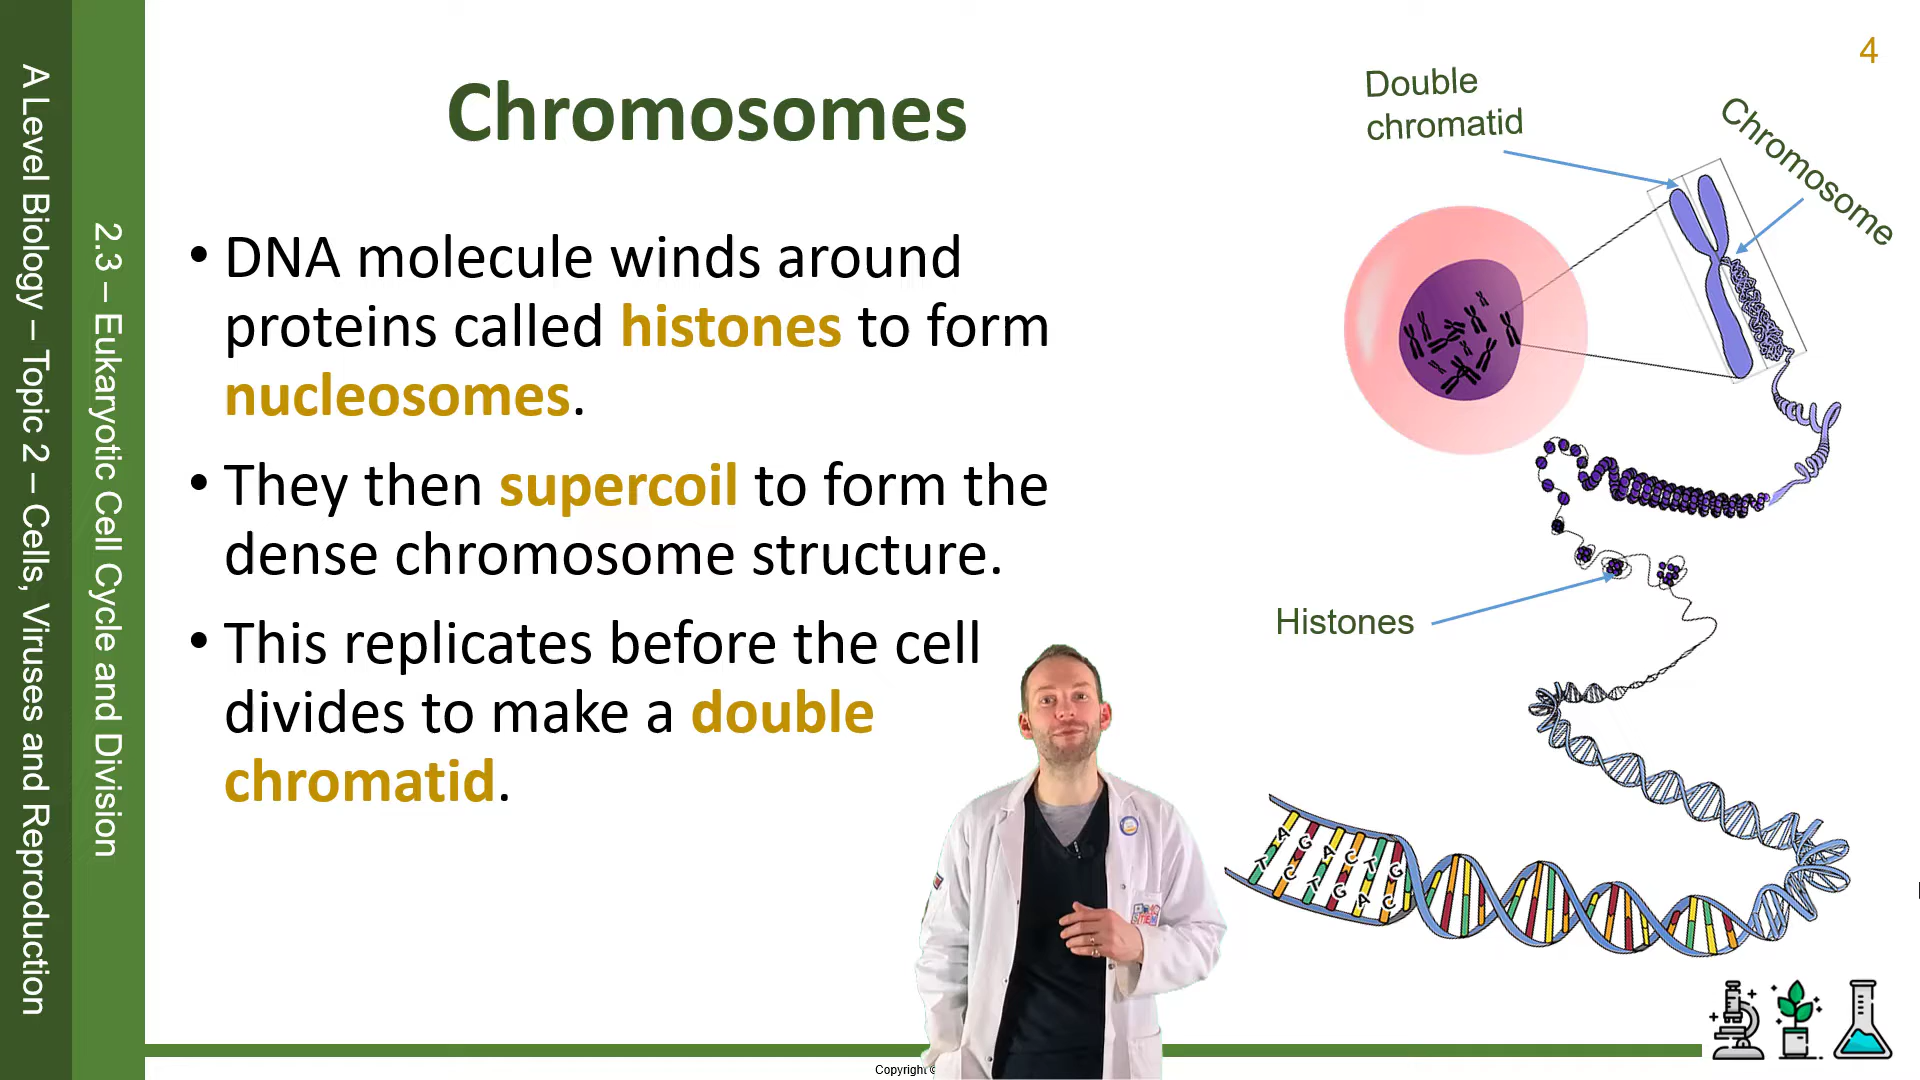 4
Chromosomes
• DNA molecule winds around
proteins called histones to form
nucleosomes.
• They then supercoil to form the
dense chromosome structure.
• This replicates before the cell
divides to make a double
chromatid.
Double
chromatid
Chromosome
Histones
A G A C T G
T C T G A C
A Level Biology – Topic 2 – Cells, Viruses and Reproduction
2.3 – Eukaryotic Cell Cycle and Division
Copyright ©